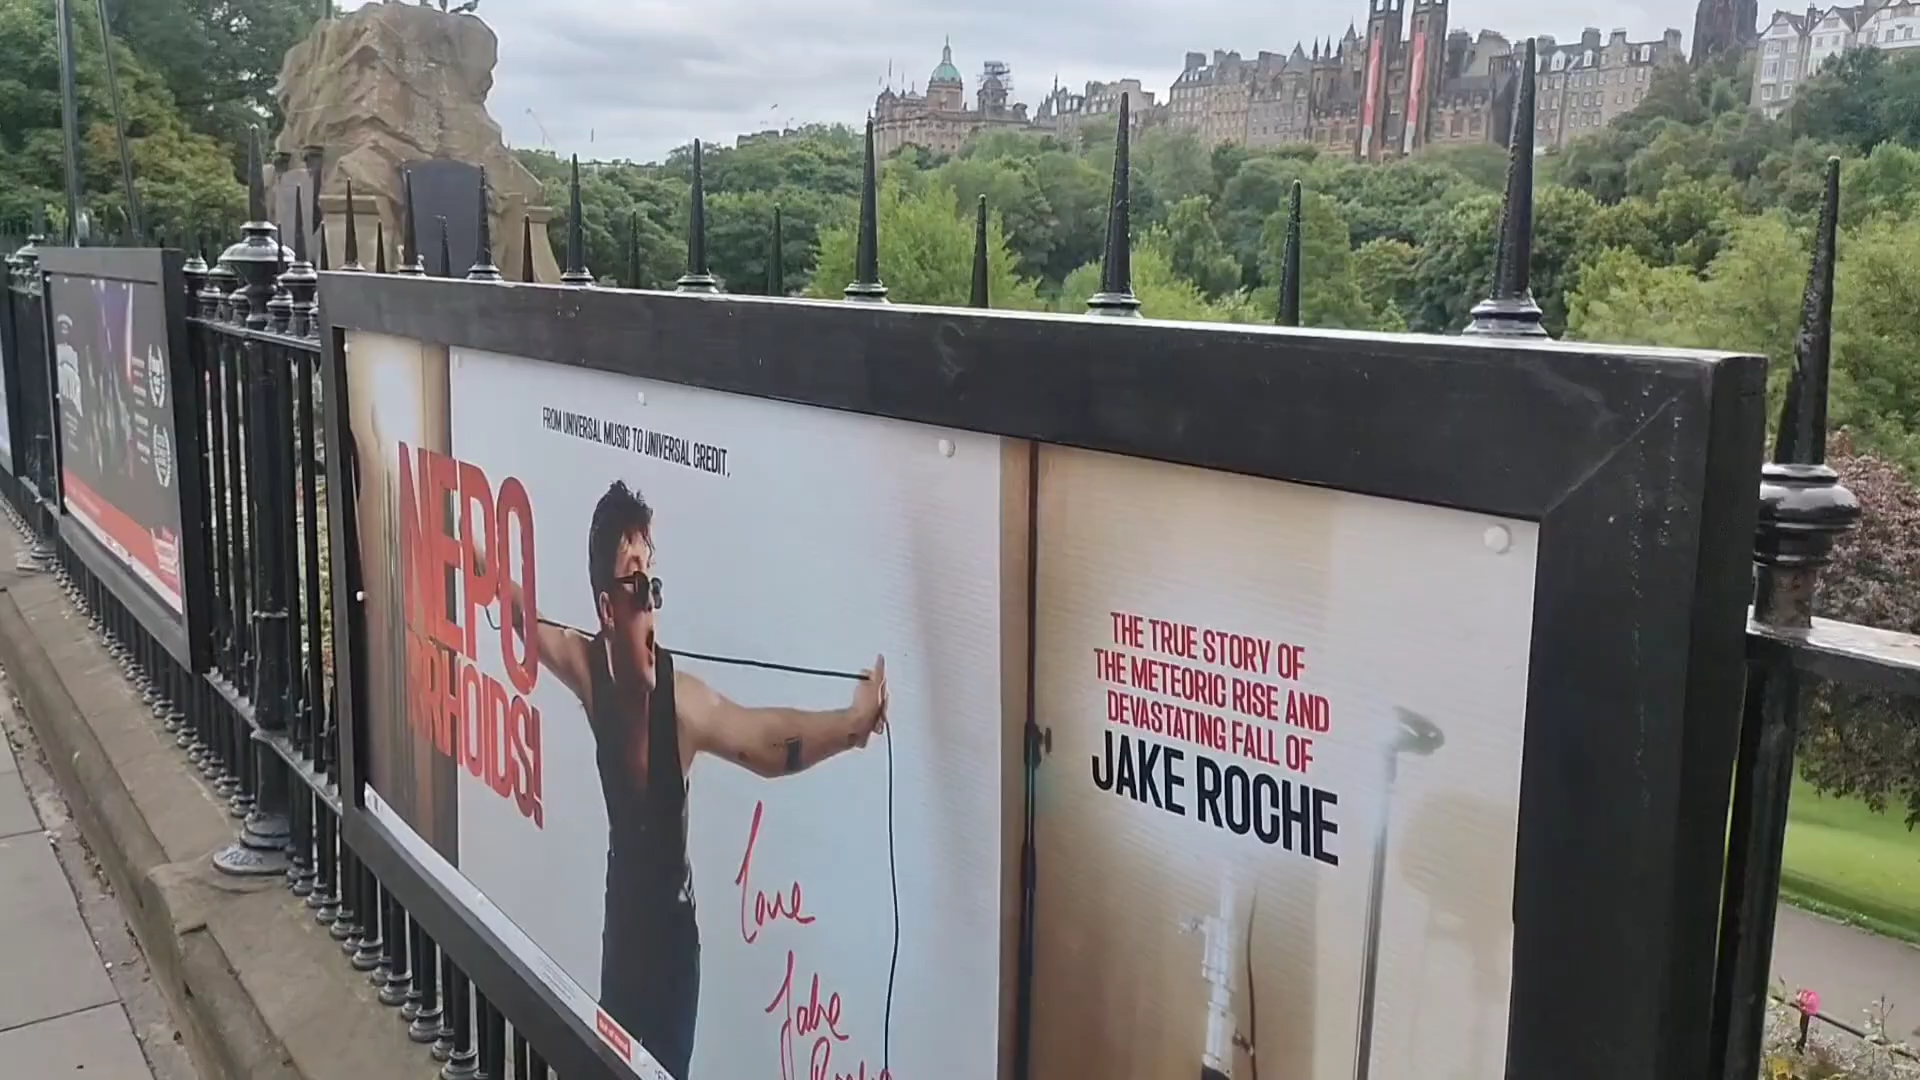 FROM UNIVERSAL MUSIC TO UNIVERSAL CREDIT,
NEPO
RRHOIDS!
Love
Jake
THE TRUE STORY OF
THE METEORIC RISE AND
DEVASTATING FALL OF
JAKE ROCHE